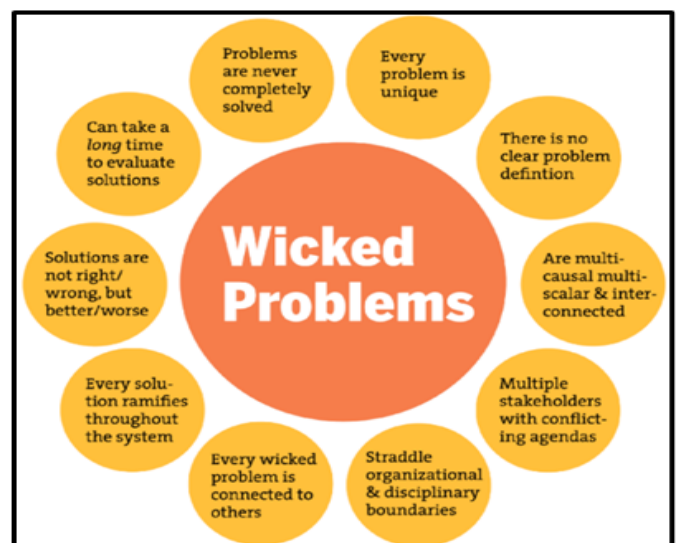 Wicked
Problems
Every
problem is
unique
There is no
clear problem
defintion
Are multi-
causal multi-
scalar & inter-
connected
Multiple
stakeholders
with conflict-
ing agendas
Straddle
organizational
& disciplinary
boundaries
Every wicked
problem is
connected to
others
Every solu-
tion ramifies
throughout
the system
Solutions are
not right/
wrong, but
better/worse
Can take a
long time
to evaluate
solutions
Problems
are never
completely
solved